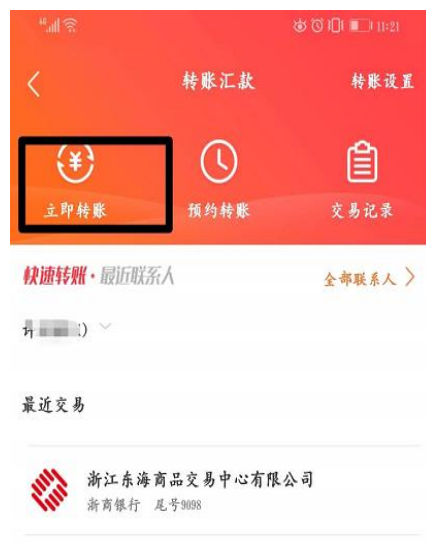 46 11:21
转账汇款 转账设置
¥
立即转账 预约转账 交易记录
快速转账·最近联系人 全部联系人
最近交易
浙江东海商品交易中心有限公司
浙商银行 尾号9098